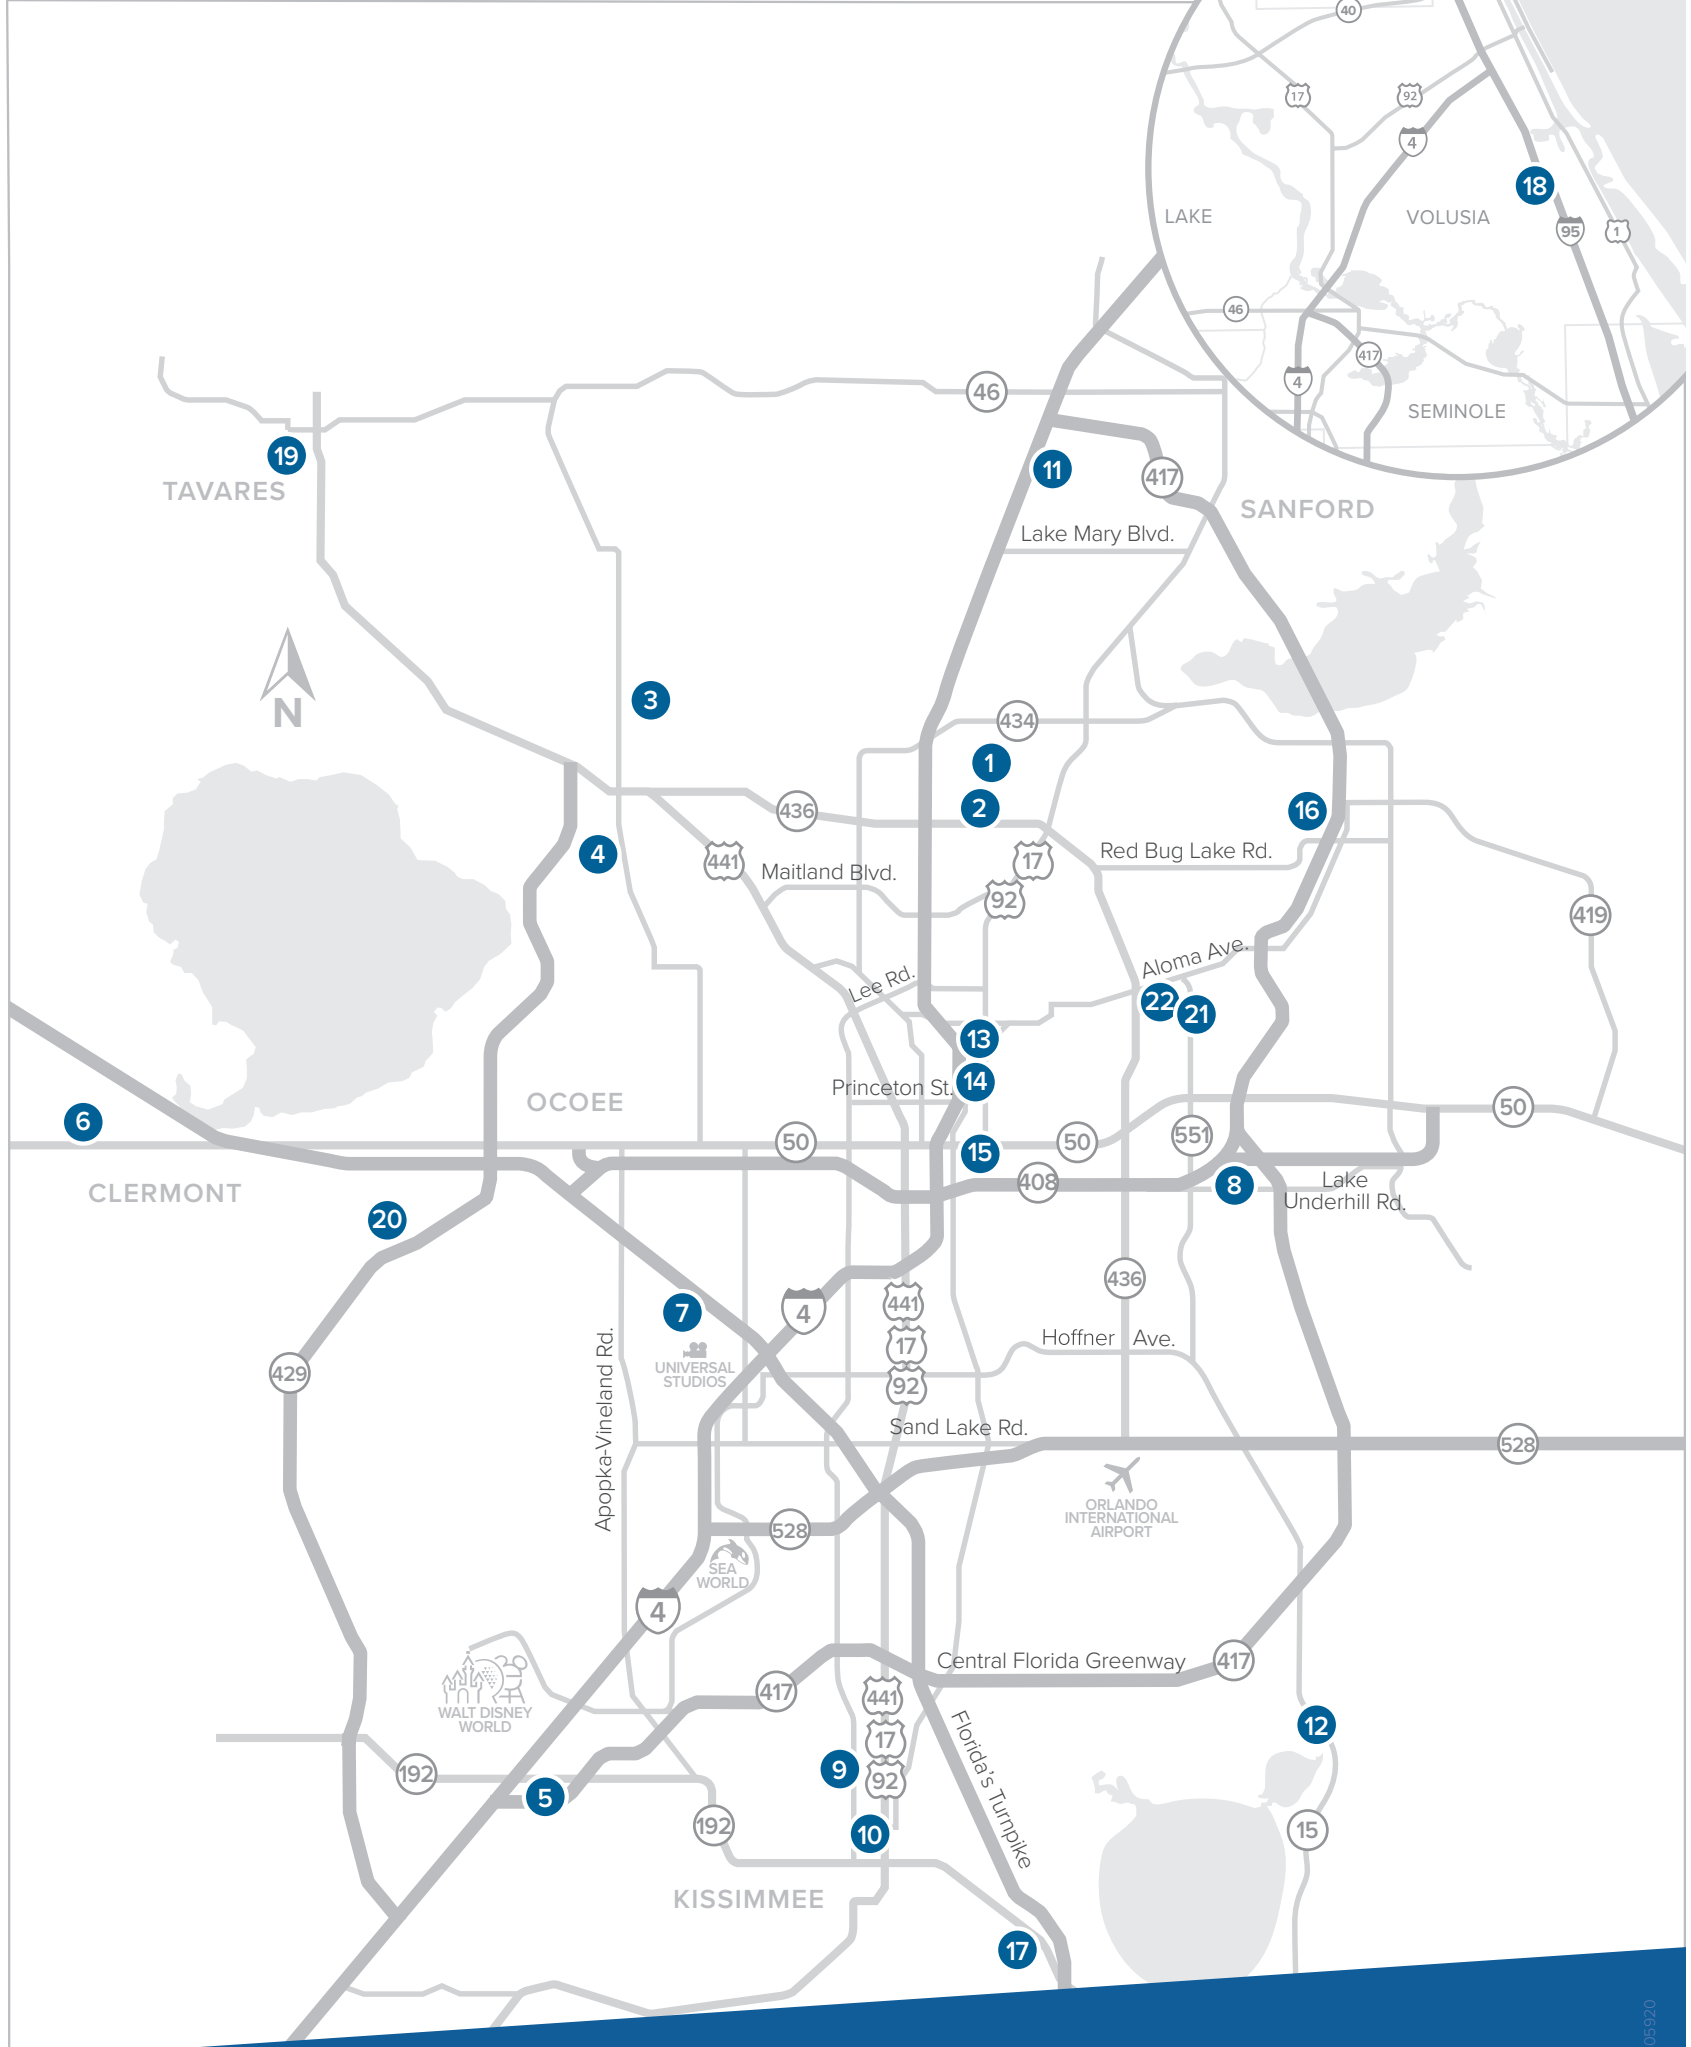 40
17
92
4
18
LAKE
VOLUSIA
95
1
46
417
4
SEMINOLE
46
19
TAVARES
11
417
SANFORD
Lake Mary Blvd.
3
N
434
1
2
436
16
4
441
17
Red Bug Lake Rd.
Maitland Blvd.
92
419
Aloma Ave.
Lee Rd.
22
21
13
14
Princeton St.
OCOEE
6
50
50
551
50
15
CLERMONT
408
8
Lake
Underhill Rd.
20
436
7
4
441
17
Hoffner Ave.
UNIVERSAL
STUDIOS
429
Apopka-Vineland Rd.
92
Sand Lake Rd.
528
ORLANDO
INTERNATIONAL
AIRPORT
528
SEA
WORLD
4
Central Florida Greenway
417
417
441
WALT DISNEY
WORLD
12
17
Florida's Turnpike
192
9
92
5
192
10
15
KISSIMMEE
17
05920